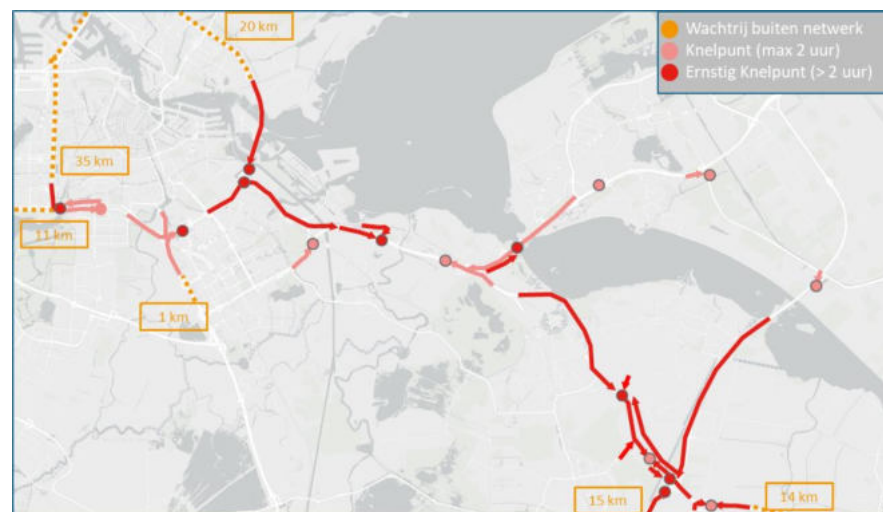 20 km
Wachtrij buiten netwerk
Knelpunt (max 2 uur)
Ernstig Knelpunt (> 2 uur)
35 km
11 km
1 km
15 km
14 km